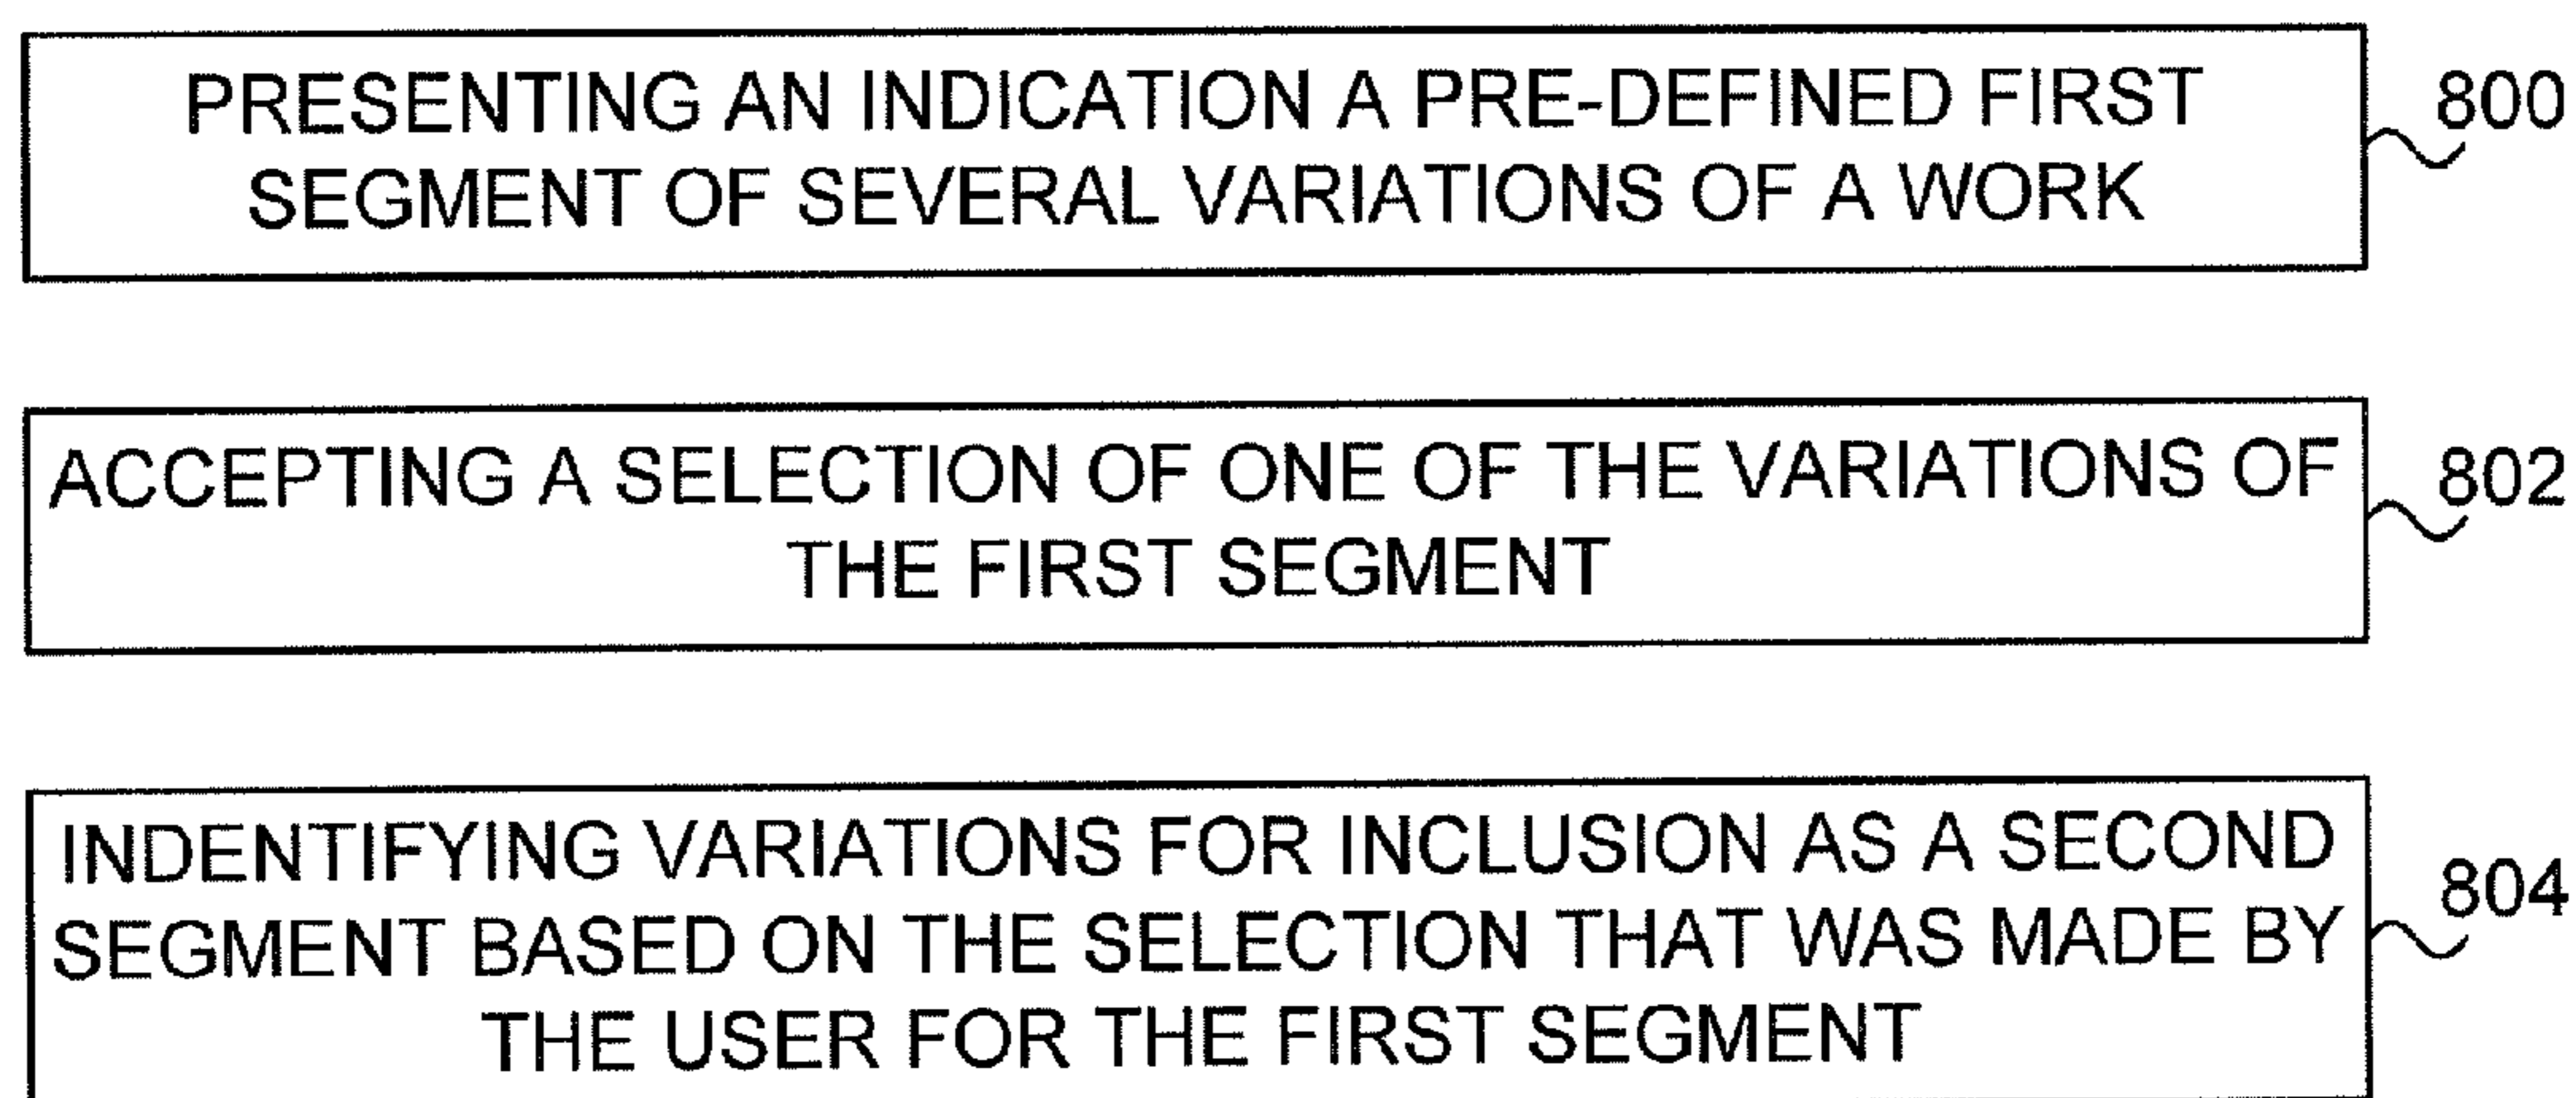 PRESENTING AN INDICATION A PRE-DEFINED FIRST
SEGMENT OF SEVERAL VARIATIONS OF A WORK
800
ACCEPTING A SELECTION OF ONE OF THE VARIATIONS OF
THE FIRST SEGMENT
802
INDENTIFYING VARIATIONS FOR INCLUSION AS A SECOND
SEGMENT BASED ON THE SELECTION THAT WAS MADE BY
THE USER FOR THE FIRST SEGMENT
804